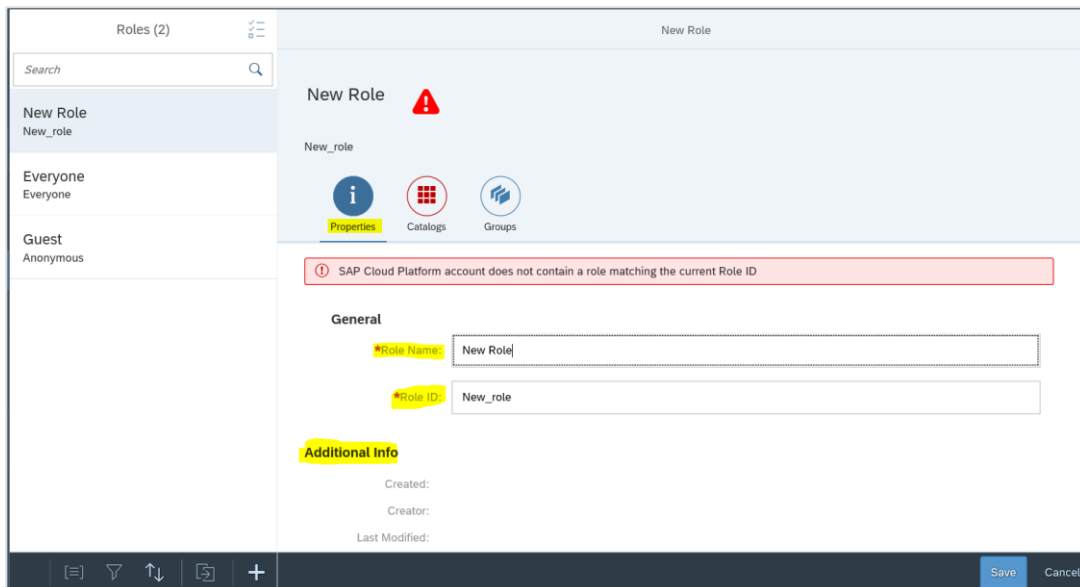 Roles (2)
Search
New Role
New_role
Everyone
Everyone
Guest
Anonymous
New Role
New Role
New_role
Properties
Catalogs
Groups
SAP Cloud Platform account does not contain a role matching the current Role ID
General
*Role Name: New Role
*Role ID: New_role
Additional Info
Created:
Creator:
Last Modified:
Save Cancel